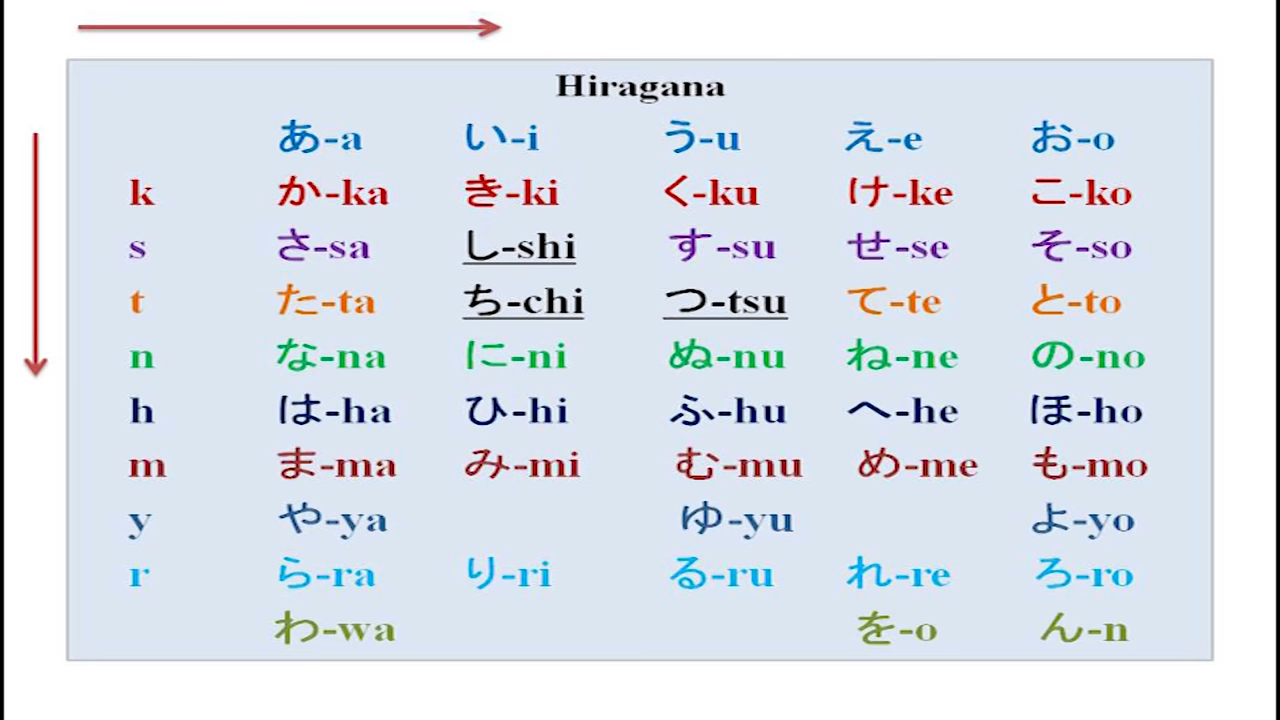 Hiragana
あ-a い-i う-u え-e お-o
k か-ka き-ki く-ku け-ke こ-ko
s さ-sa し-shi す-su せ-se そ-so
t た-ta ち-chi つ-tsu て-te と-to
n な-na に-ni ぬ-nu ね-ne の-no
h は-ha ひ-hi ふ-hu へ-he ほ-ho
m ま-ma み-mi む-mu め-me も-mo
y や-ya ゆ-yu よ-yo
r ら-ra り-ri る-ru れ-re ろ-ro
わ-wa を-o ん-n